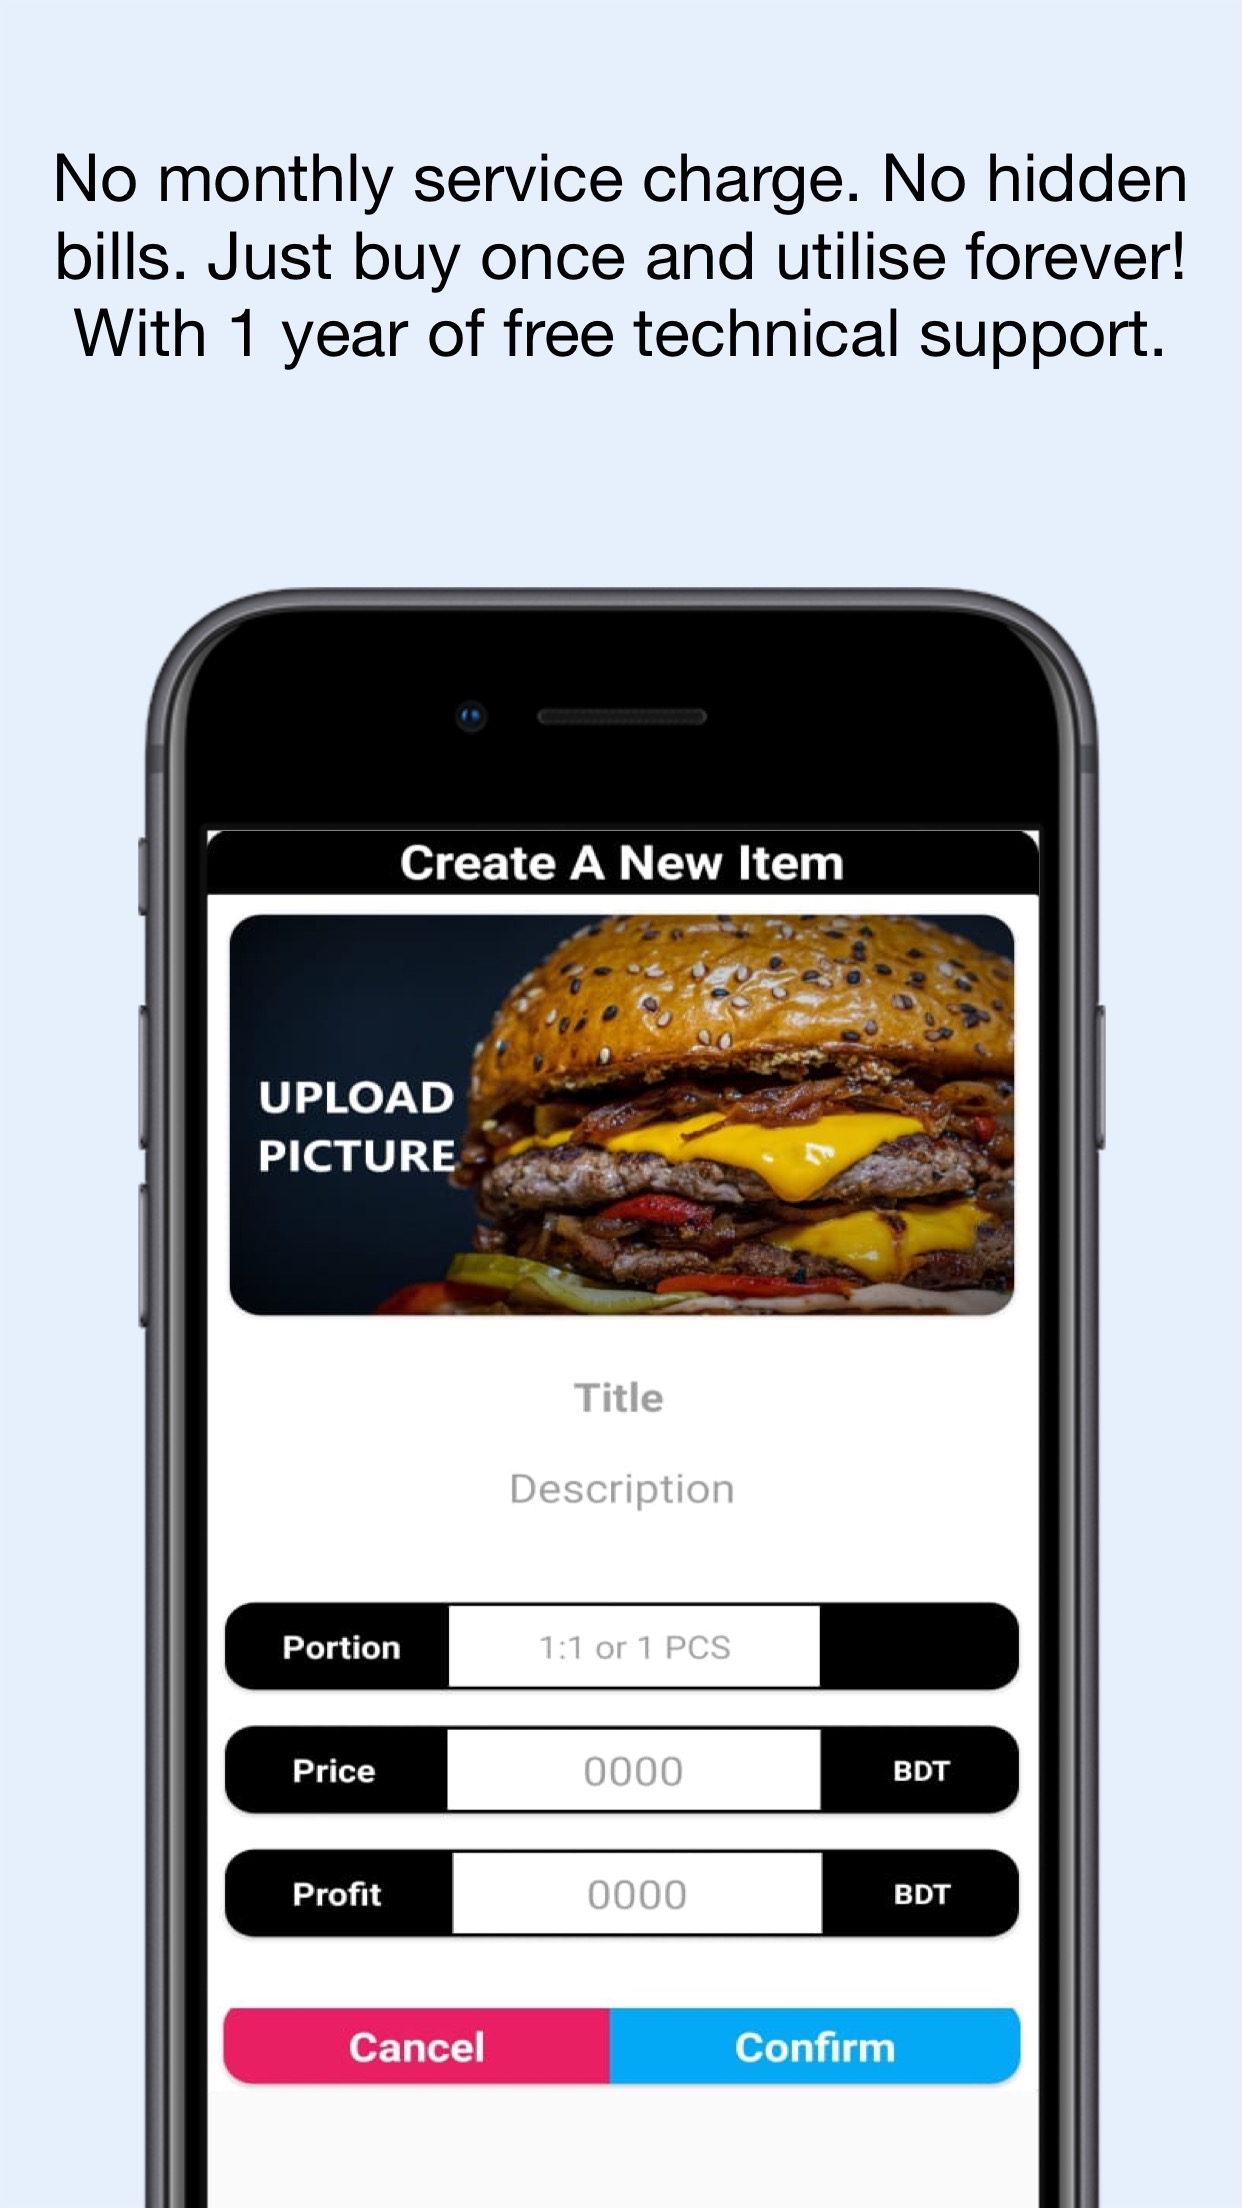 No monthly service charge. No hidden
bills. Just buy once and utilise forever!
With 1 year of free technical support.
Create A New Item
UPLOAD
PICTURE
Title
Description
Portion 1:1 or 1 PCS
Price 0000 BDT
Profit 0000 BDT
Cancel Confirm